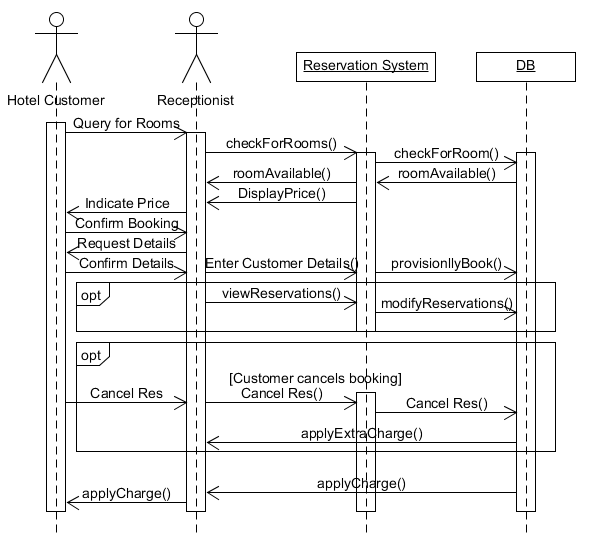 Reservation System
DB
Hotel Customer
Receptionist
Query for Rooms
checkForRooms()
checkForRoom()
roomAvailable()
roomAvailable()
DisplayPrice()
Indicate Price
Confirm Booking
Request Details
Confirm Details
Enter Customer Details()
provisionllyBook()
opt
viewReservations()
modifyReservations()
opt
[Customer cancels booking]
Cancel Res
Cancel Res()
Cancel Res()
applyExtraCharge()
applyCharge()
applyCharge()